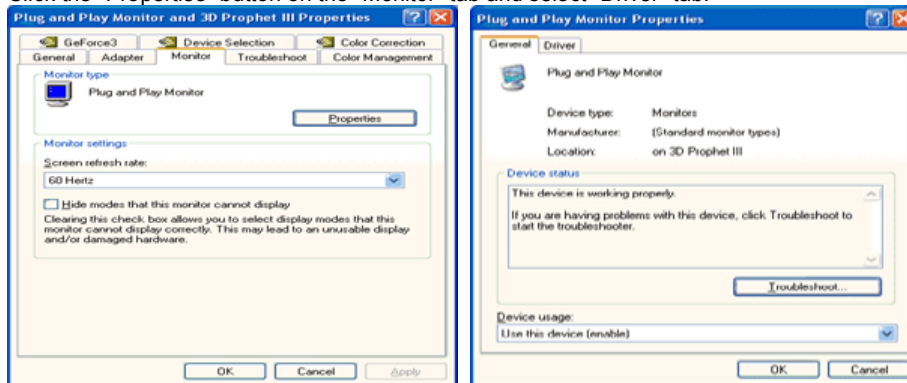 Click the "Properties" button on the "Monitor" tab and select "Driver" tab.
Plug and Play Monitor and 3D Prophet III Properties
GeForce3 Device Selection Color Correction
General Adapter Monitor Troubleshoot Color Management
Monitor type
Plug and Play Monitor
Properties
Monitor settings
Screen refresh rate:
60 Hertz
Hide modes that this monitor cannot display
Clearing this check box allows you to select display modes that this
monitor cannot display correctly. This may lead to an unusable display
and/or damaged hardware.
OK Cancel Apply
Plug and Play Monitor Properties
General Driver
Plug and Play Monitor
Device type: Monitors
Manufacturer: (Standard monitor types)
Location: on 3D Prophet III
Device status
This device is working properly.
If you are having problems with this device, click Troubleshoot to
start the troubleshooter.
Troubleshoot...
Device usage:
Use this device (enable)
OK Cancel